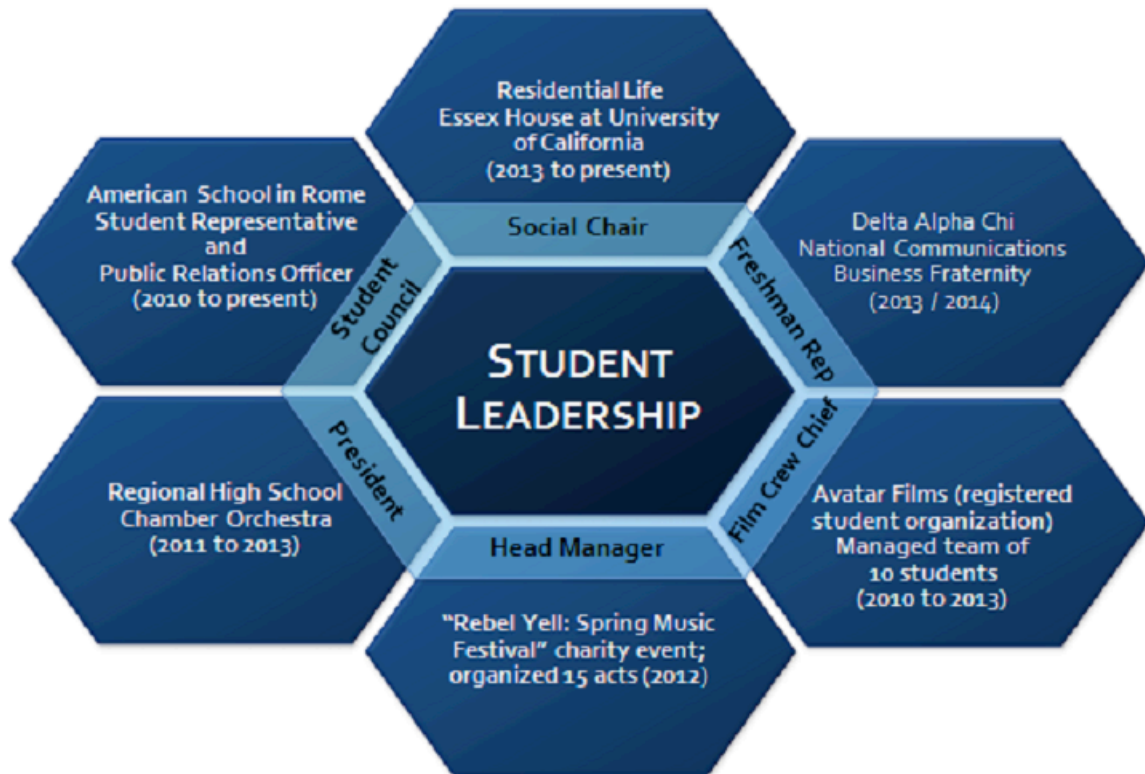 Residential Life
Essex House at University
of California
(2013 to present)
Social Chair
American School in Rome
Student Representative
and
Public Relations Officer
(2010 to present)
Student
Council
Delta Alpha Chi
National Communications
Business Fraternity
(2013 / 2014)
Freshman Rep
STUDENT
LEADERSHIP
Regional High School
Chamber Orchestra
(2011 to 2013)
President
Avatar Films (registered
student organization)
Managed team of
10 students
(2010 to 2013)
Film Crew Chief
Head Manager
“Rebel Yell: Spring Music
Festival” charity event;
organized 15 acts (2012)